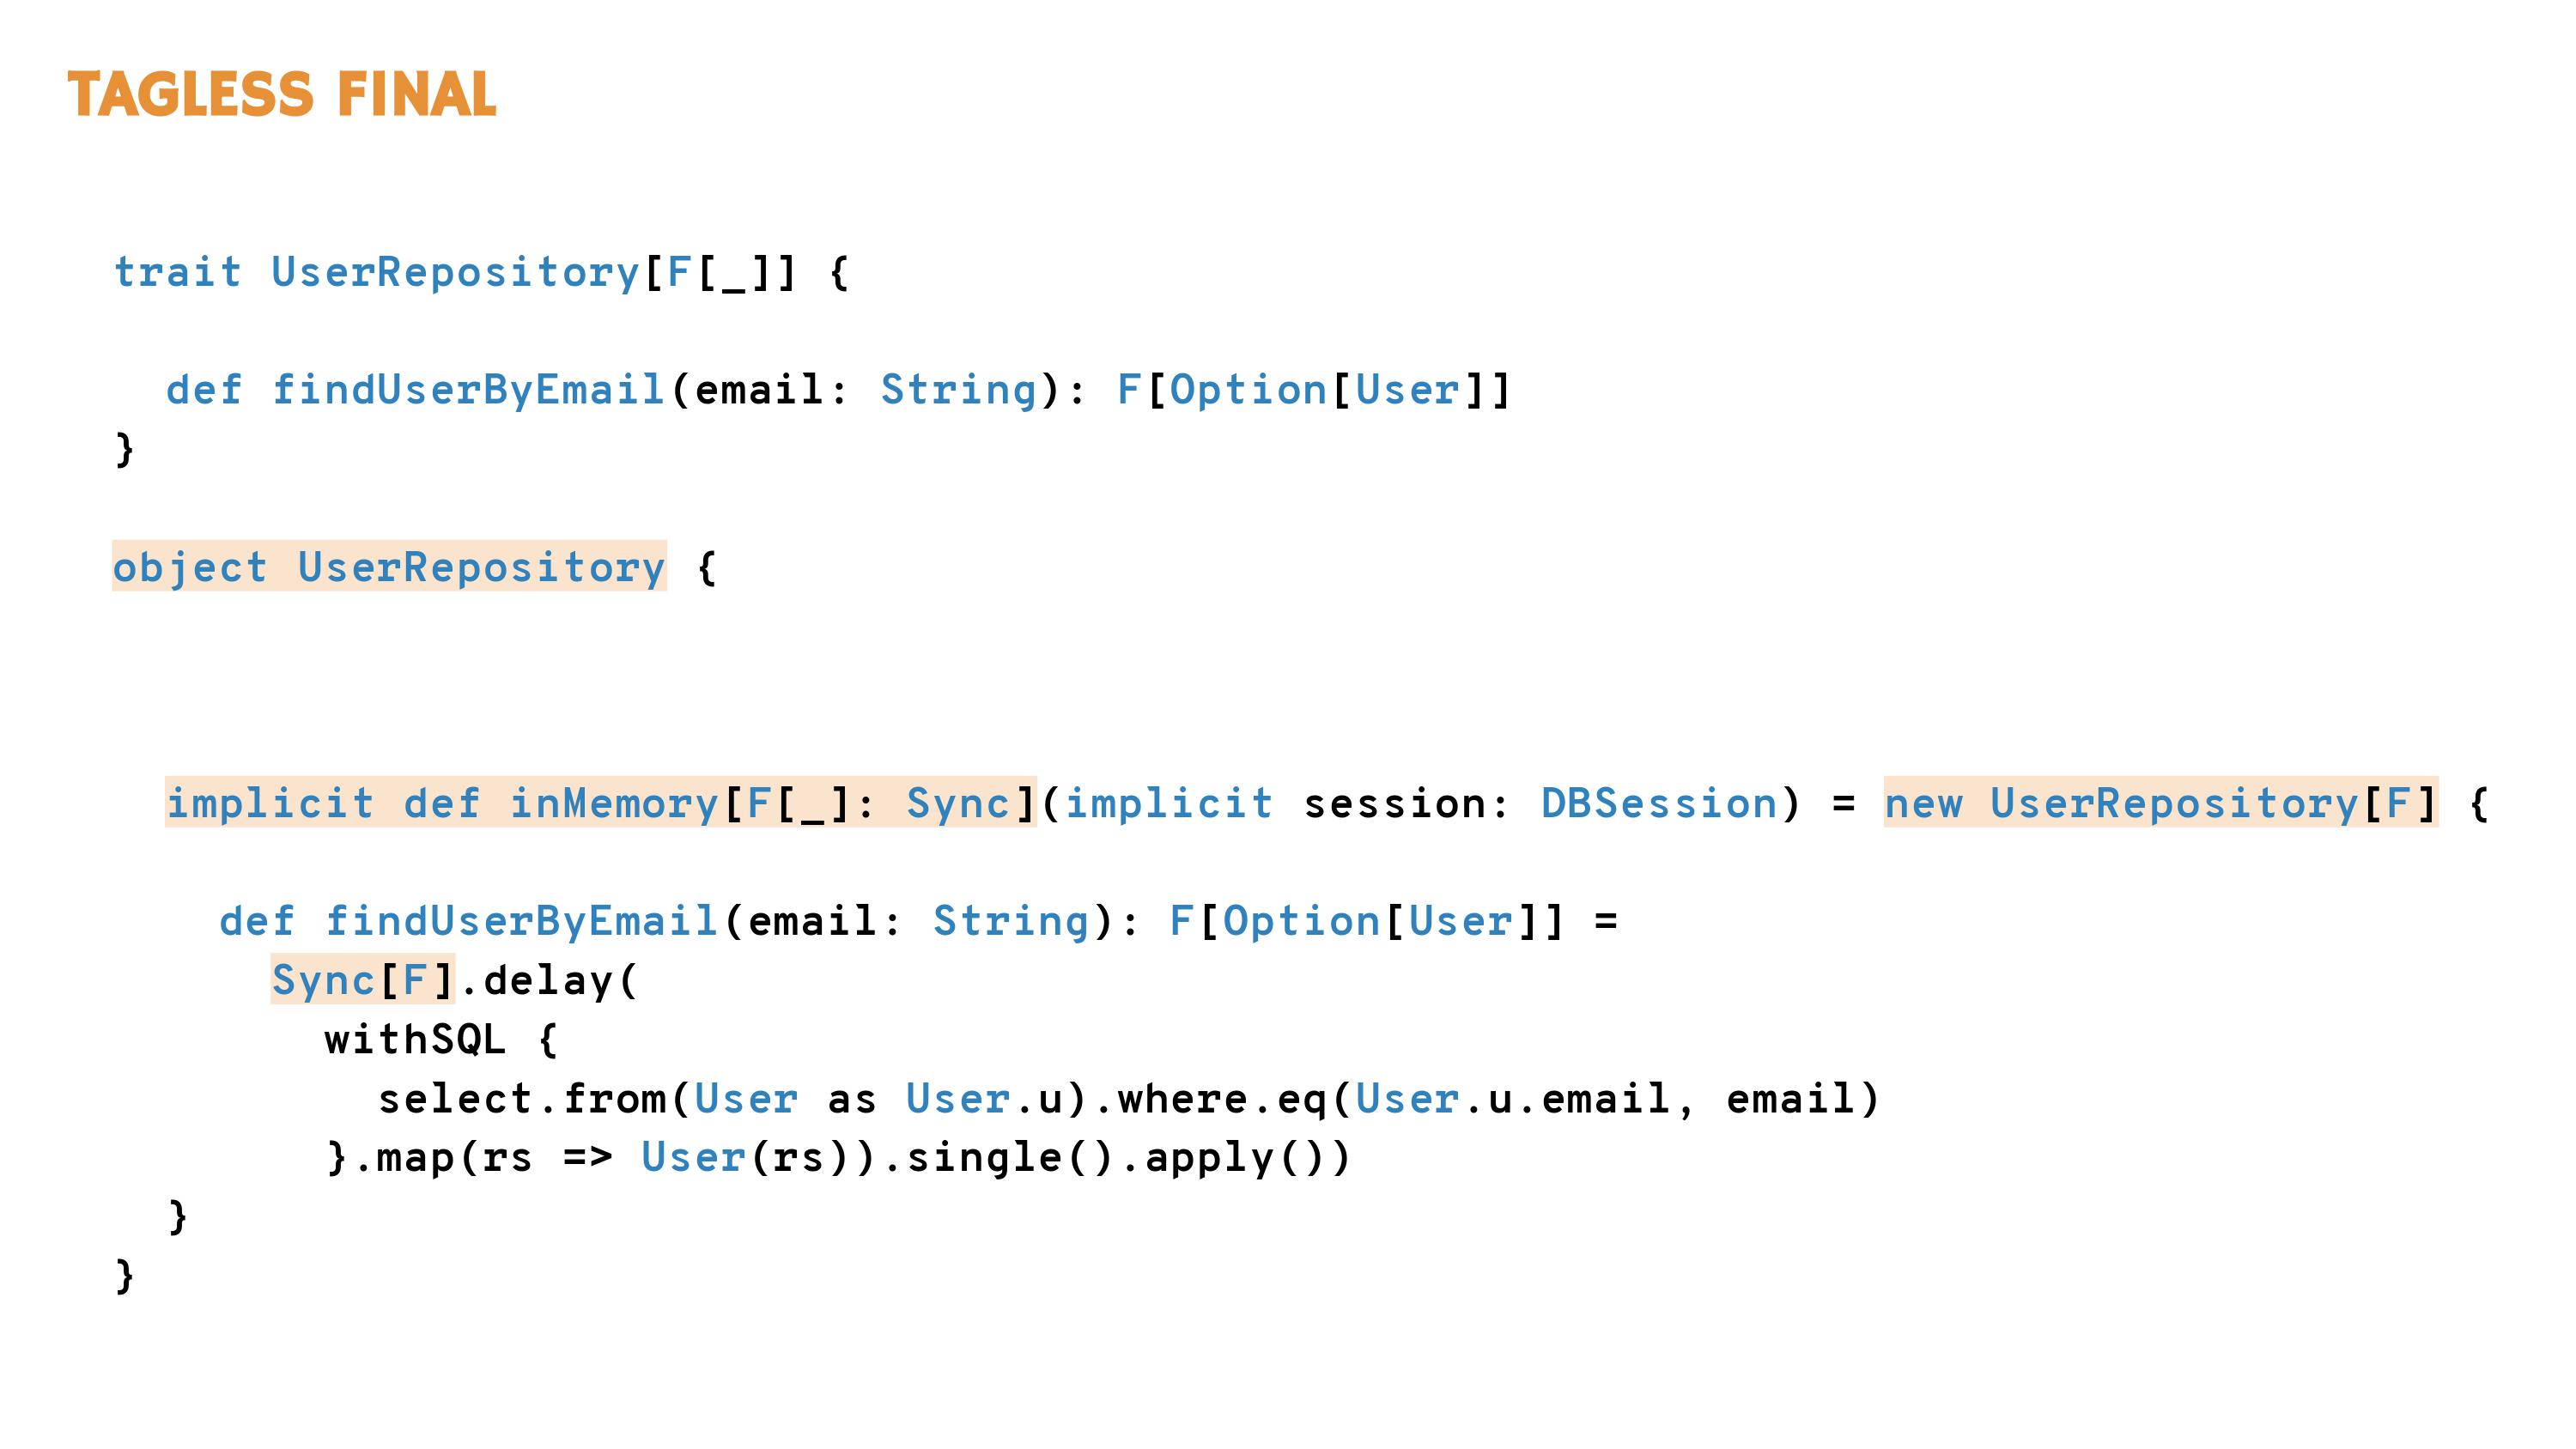 TAGLESS FINAL
trait UserRepository[F[_]] {
def findUserByEmail(email: String): F[Option[User]]
}
object UserRepository {
implicit def inMemory[F[_]: Sync](implicit session: DBSession) = new UserRepository[F] {
def findUserByEmail(email: String): F[Option[User]] =
Sync[F].delay(
withSQL {
select.from(User as User.u).where.eq(User.u.email, email)
}.map(rs => User(rs)).single().apply())
}
}